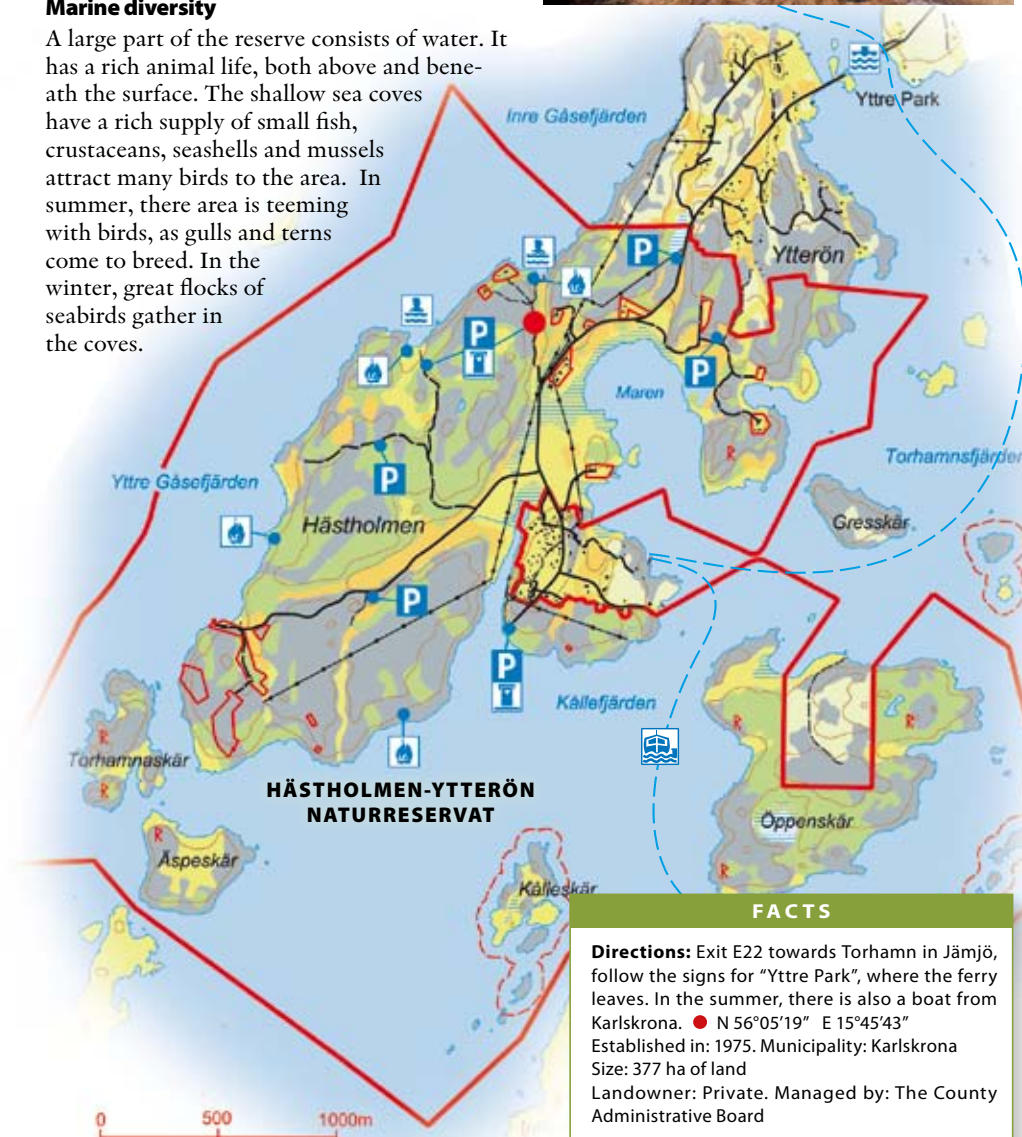 Marine diversity
A large part of the reserve consists of water. It
has a rich animal life, both above and bene-
ath the surface. The shallow sea coves
have a rich supply of small fish,
crustaceans, seashells and mussels
attract many birds to the area. In
summer, there area is teeming
with birds, as gulls and terns
come to breed. In the
winter, great flocks of
seabirds gather in
the coves.
Yttre Park
Inre Gåsefjärden
P
Ytterön
P
P
Maren
Torhamnsfjärden
R
Yttre Gåsefjärden
P
Hästholmen
Gresskär
P
P
Kållefjärden
R
R
R
Torhamnaskär
R
HÄSTHOLMEN-YTTERÖN
NATURRESERVAT
Öppenskär
R
Äspeskär
R
Kålleskär
FACTS
Directions: Exit E22 towards Torhamn in Jämjö,
follow the signs for “Yttre Park”, where the ferry
leaves. In the summer, there is also a boat from
Karlskrona. ● N 56°05′19″ E 15°45′43″
Established in: 1975. Municipality: Karlskrona
Size: 377 ha of land
Landowner: Private. Managed by: The County
Administrative Board
0 500 1000m